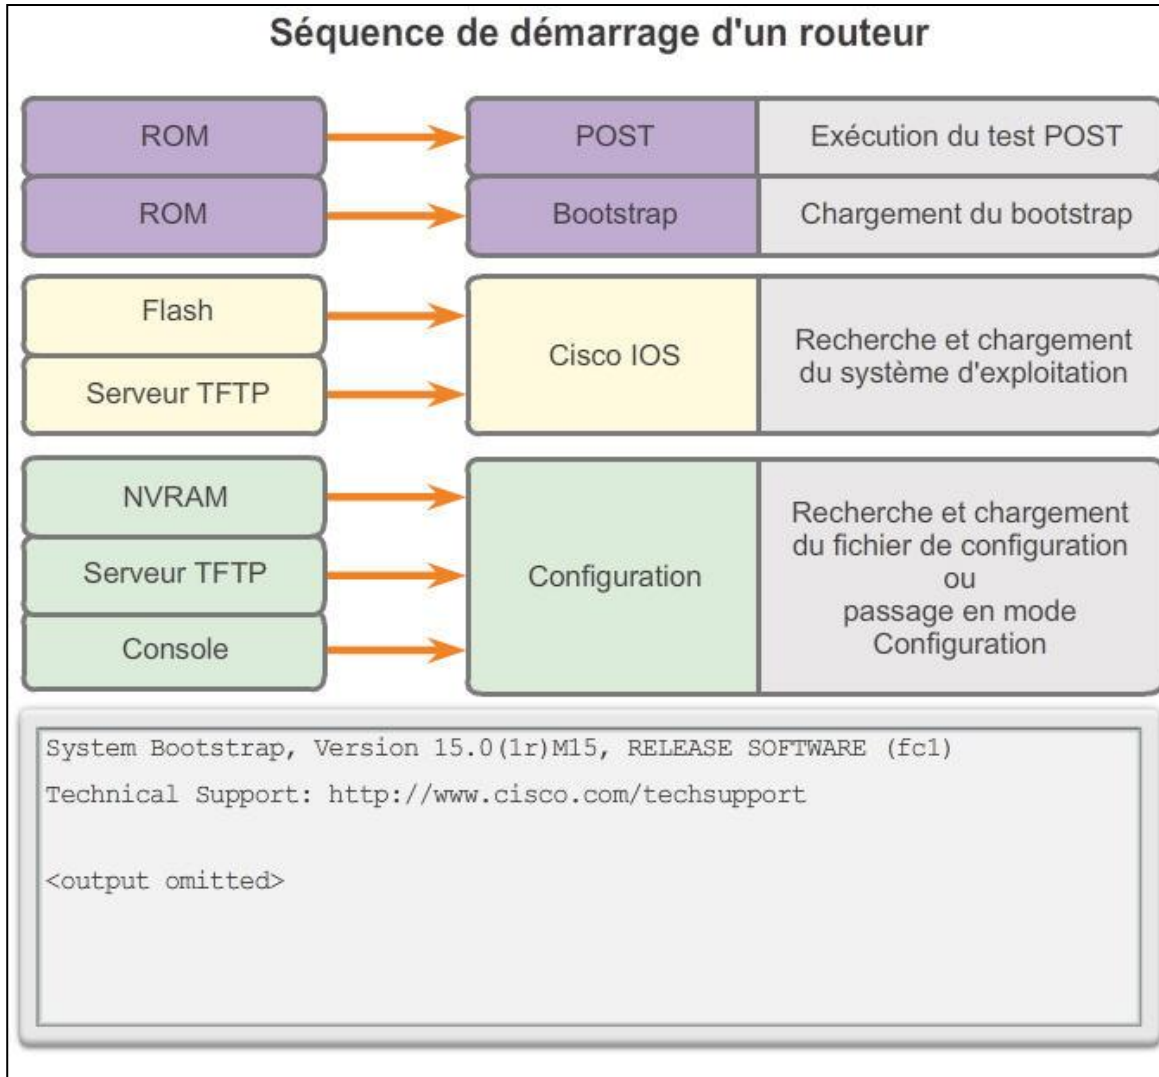 Séquence de démarrage d'un routeur
ROM
POST
Exécution du test POST
ROM
Bootstrap
Chargement du bootstrap
Flash
Serveur TFTP
Cisco IOS
Recherche et chargement
du système d'exploitation
NVRAM
Serveur TFTP
Console
Configuration
Recherche et chargement
du fichier de configuration
ou
passage en mode
Configuration
System Bootstrap, Version 15.0(1r)M15, RELEASE SOFTWARE (fc1)
Technical Support: http://www.cisco.com/techsupport
<output omitted>